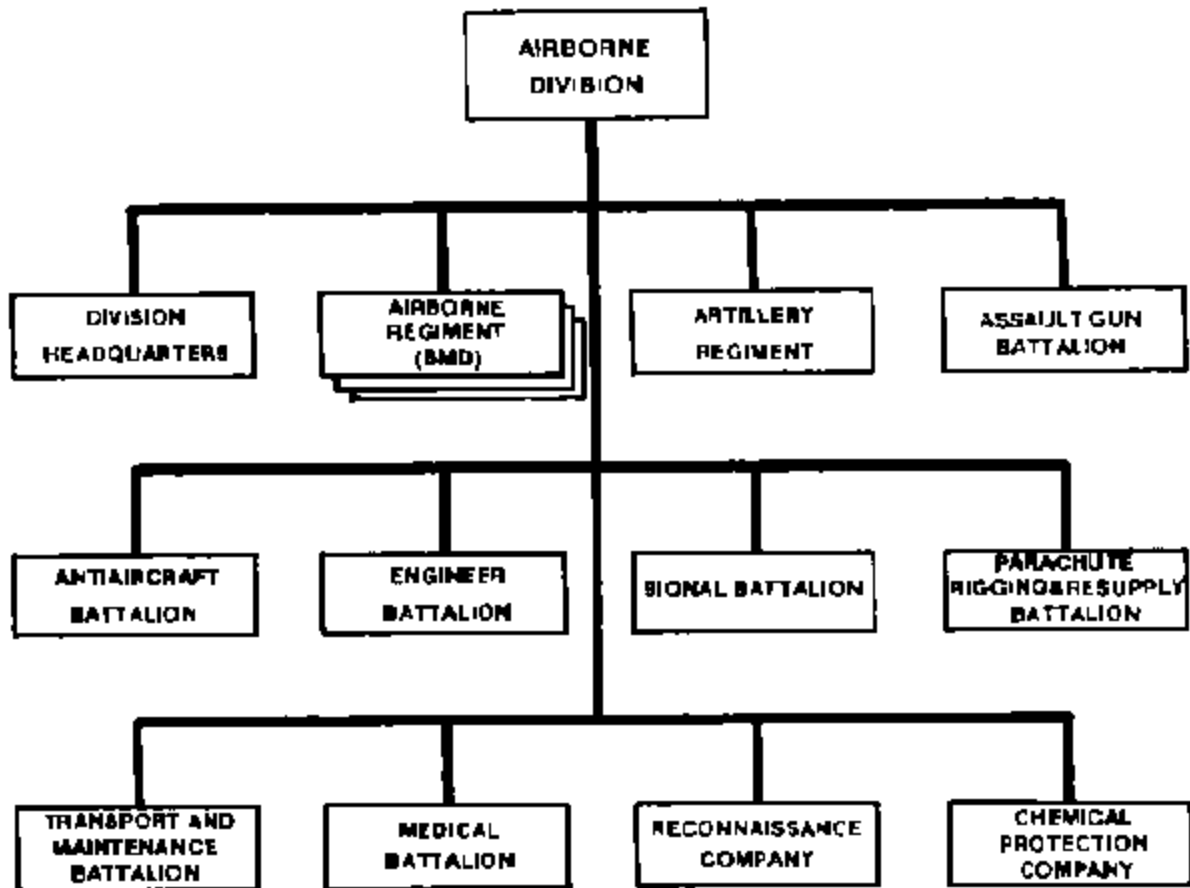 AIRBORNE
DIVISION
DIVISION
HEADQUARTERS
AIRBORNE
REGIMENT
(BMD)
ARTILLERY
REGIMENT
ASSAULT GUN
BATTALION
ANTIAIRCRAFT
BATTALION
ENGINEER
BATTALION
SIGNAL BATTALION
PARACHUTE
RIGGING&RESUPPLY
BATTALION
TRANSPORT AND
MAINTENANCE
BATTALION
MEDICAL
BATTALION
RECONNAISSANCE
COMPANY
CHEMICAL
PROTECTION
COMPANY